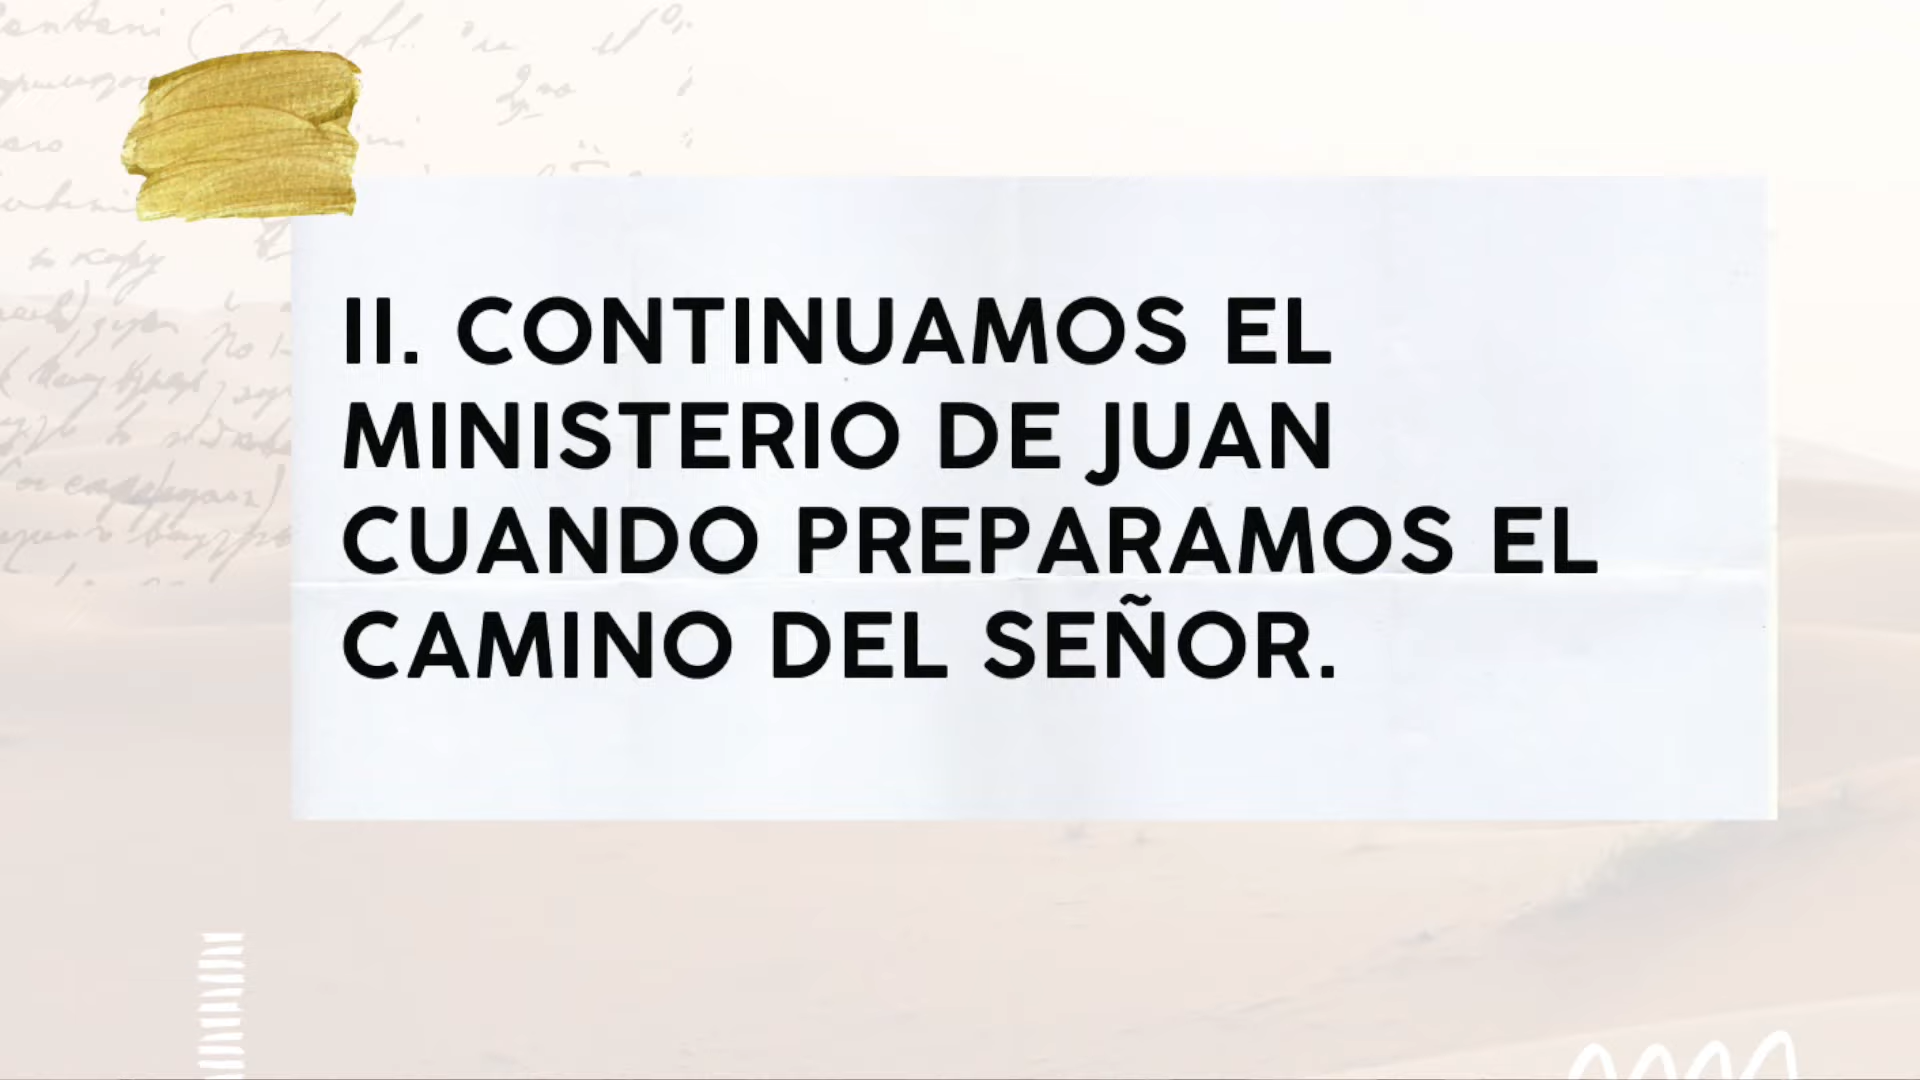 II. CONTINUAMOS EL
MINISTERIO DE JUAN
CUANDO PREPARAMOS EL
CAMINO DEL SEÑOR.